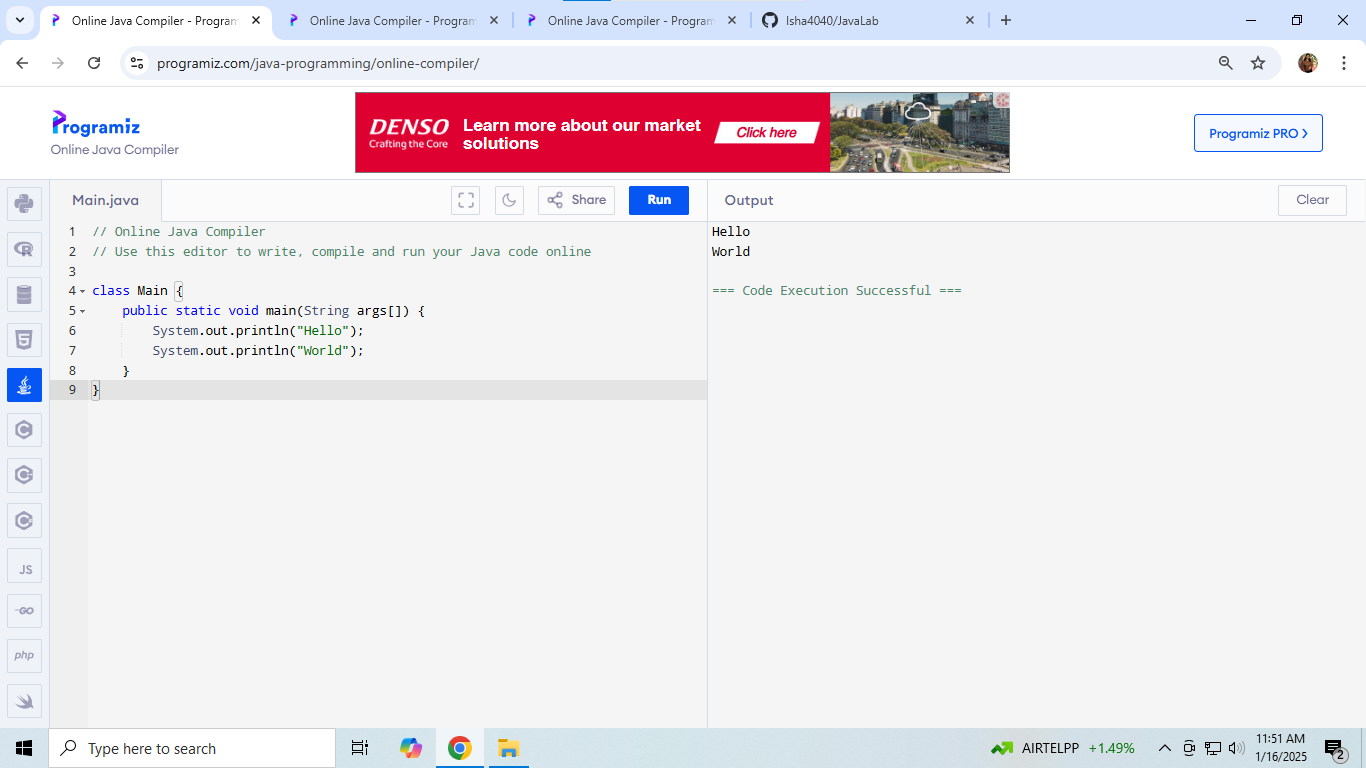 Online Java Compiler - Program
Online Java Compiler - Program
Online Java Compiler - Program
Isha4040/JavaLab
programiz.com/java-programming/online-compiler/
Programiz
Online Java Compiler
DENSO
Crafting the Core
Learn more about our market
solutions
Click here
Programiz PRO >
Main.java
Share
Run
Output
Clear
1 // Online Java Compiler
2 // Use this editor to write, compile and run your Java code online
3
4 class Main {
5 public static void main(String args[]) {
6 System.out.println("Hello");
7 System.out.println("World");
8 }
9 }
Hello
World
=== Code Execution Successful ===
JS
GO
php
Type here to search
AIRTELPP +1.49%
11:51 AM
1/16/2025
2